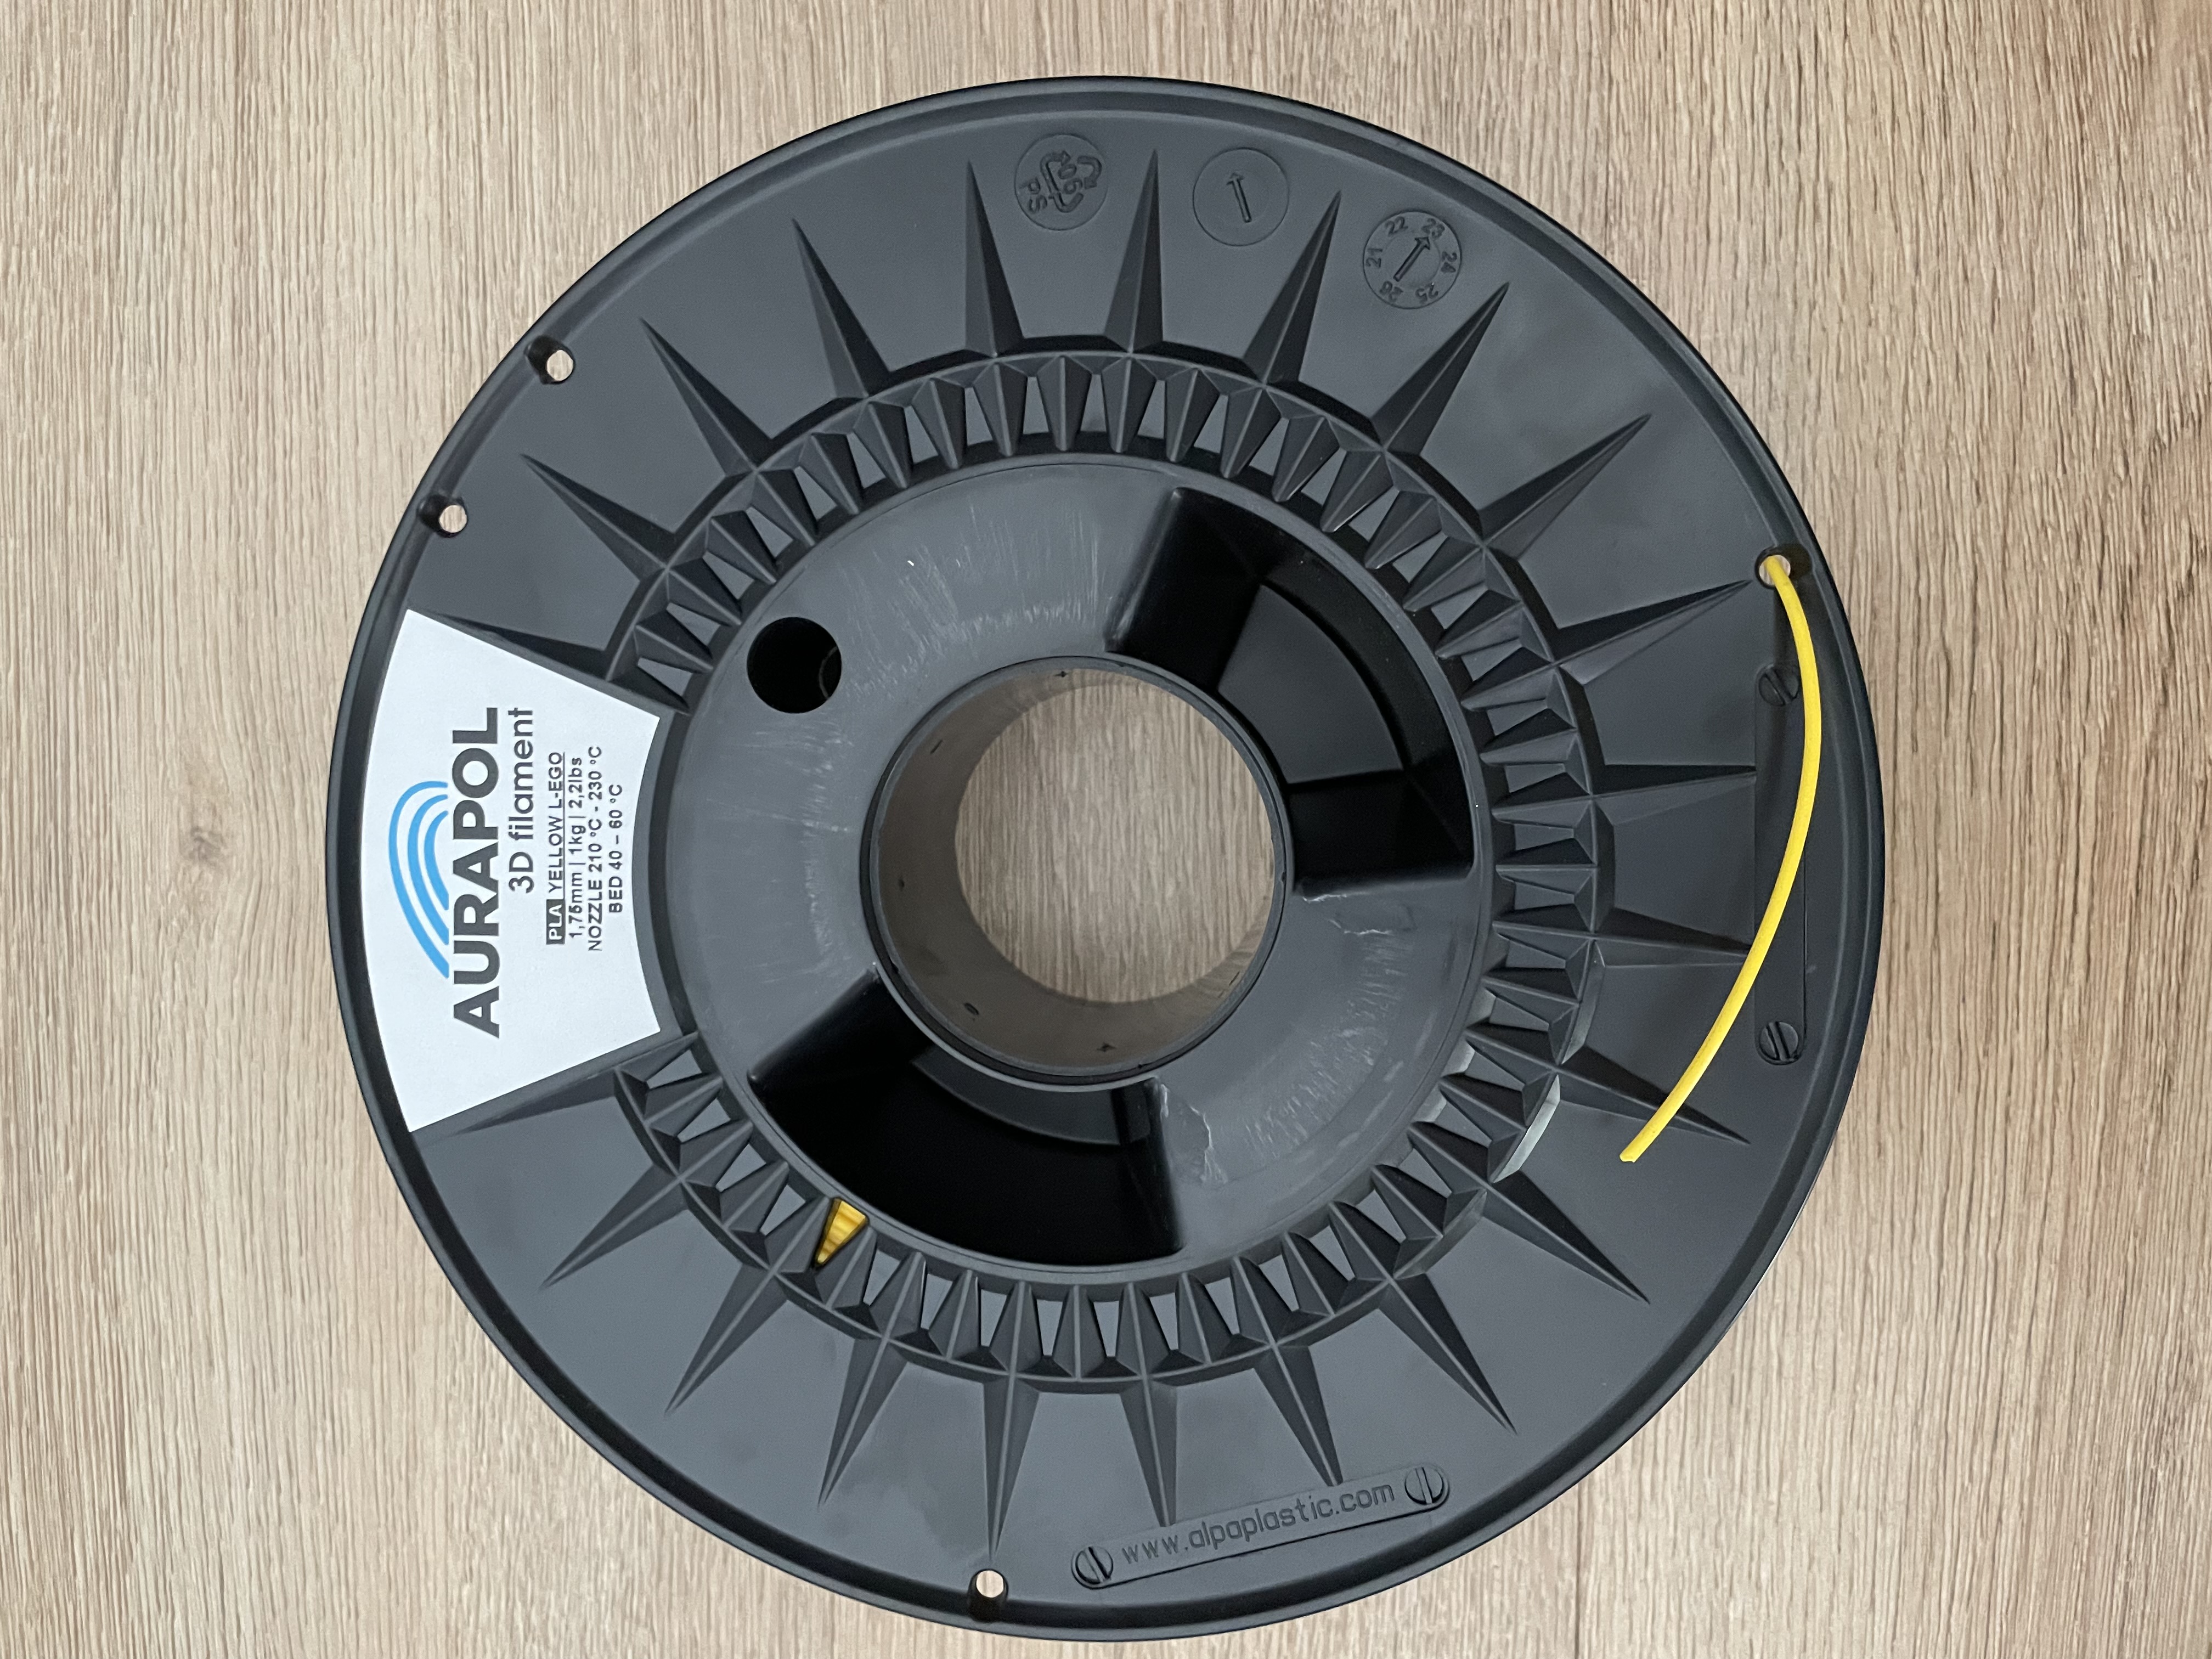 AURAPOL
3D filament
PLA YELLOW L-EGO
1,75mm | 1kg | 2,2lbs
NOZZLE 210 °C - 230 °C
BED 40 – 60 °C
06
PS
www.alpaplastic.com
1
21 22 23 24 25 26